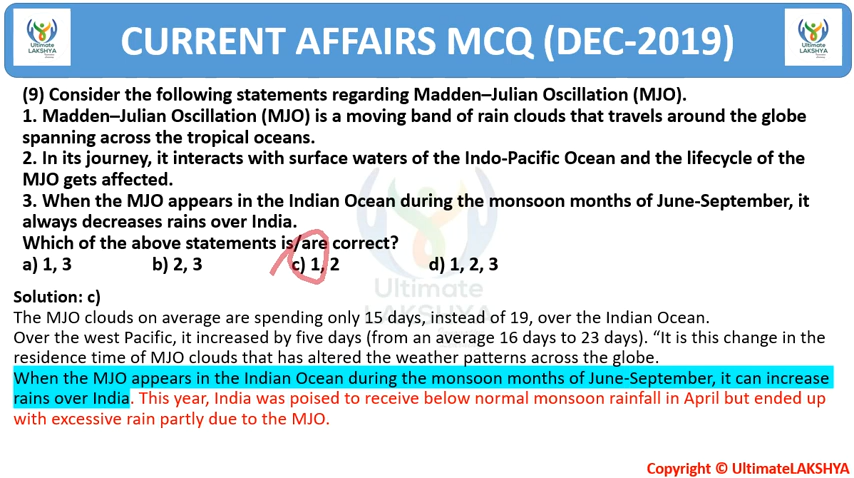 Ultimate
LAKSHYA
CURRENT AFFAIRS MCQ (DEC-2019)
Ultimate
LAKSHYA
(9) Consider the following statements regarding Madden–Julian Oscillation (MJO).
1. Madden–Julian Oscillation (MJO) is a moving band of rain clouds that travels around the globe
spanning across the tropical oceans.
2. In its journey, it interacts with surface waters of the Indo-Pacific Ocean and the lifecycle of the
MJO gets affected.
3. When the MJO appears in the Indian Ocean during the monsoon months of June-September, it
always decreases rains over India.
Which of the above statements is/are correct?
a) 1, 3 b) 2, 3 c) 1, 2 d) 1, 2, 3
Ultimate
LAKSHYA
Solution: c)
The MJO clouds on average are spending only 15 days, instead of 19, over the Indian Ocean.
Over the west Pacific, it increased by five days (from an average 16 days to 23 days). “It is this change in the
residence time of MJO clouds that has altered the weather patterns across the globe.
When the MJO appears in the Indian Ocean during the monsoon months of June-September, it can increase
rains over India. This year, India was poised to receive below normal monsoon rainfall in April but ended up
with excessive rain partly due to the MJO.
Copyright © UltimateLAKSHYA